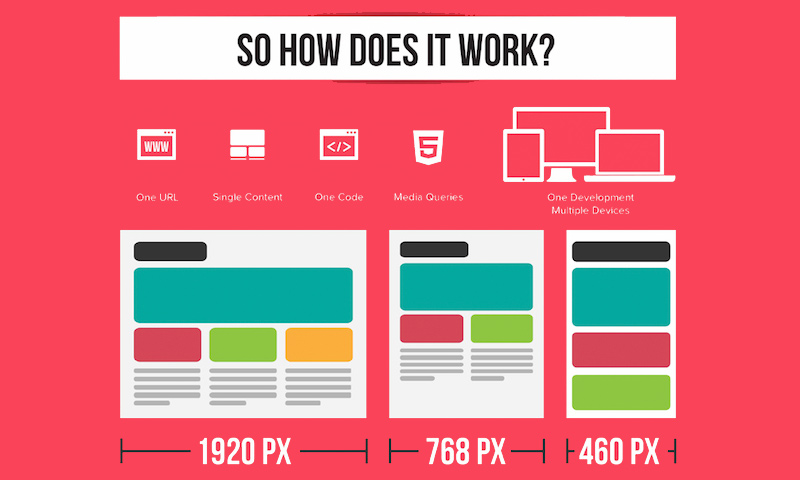 SO HOW DOES IT WORK?
WWW
</>
5
One URL
Single Content
One Code
Media Queries
One Development
Multiple Devices
1920 PX
768 PX
460 PX